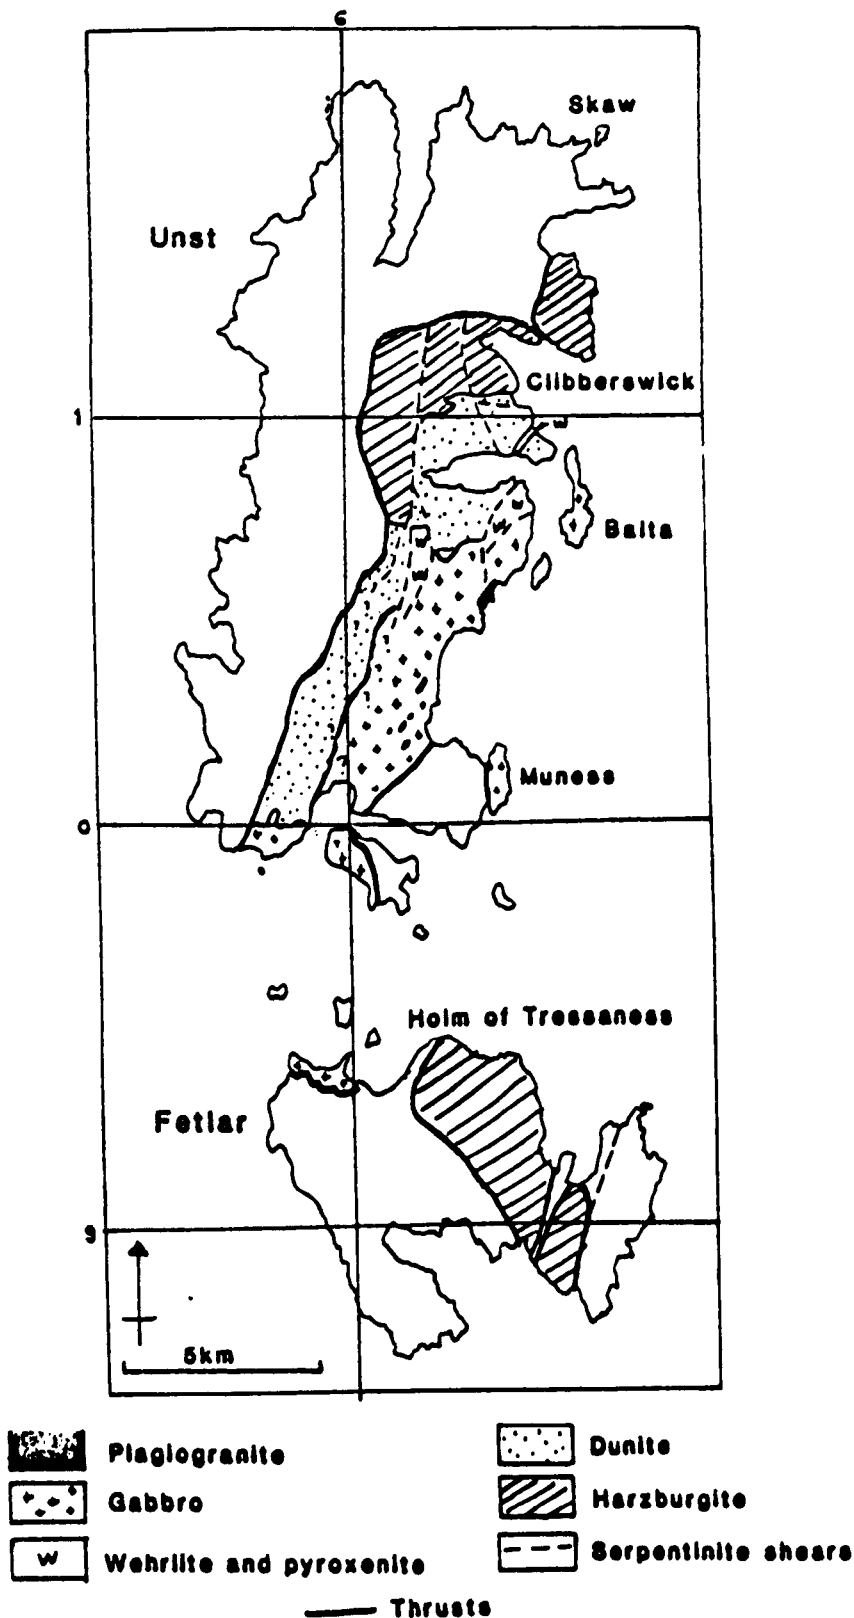 6
Skaw
Unst
Clibberswick
1
w
Balta
w
w
w
w
Muness
0
Holm of Tressaness
Fetlar
9
5km
Plagiogranite
Dunite
Gabbro
Harzburgite
w
Wehrlite and pyroxenite
Serpentinite shears
Thrusts